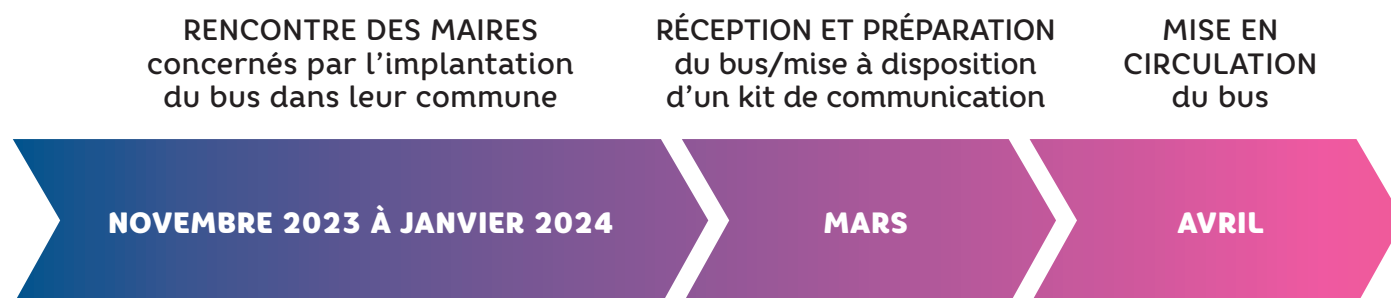 RENCONTRE DES MAIRES
concernés par l’implantation
du bus dans leur commune
RÉCEPTION ET PRÉPARATION
du bus/mise à disposition
d’un kit de communication
MISE EN
CIRCULATION
du bus
NOVEMBRE 2023 À JANVIER 2024
MARS
AVRIL